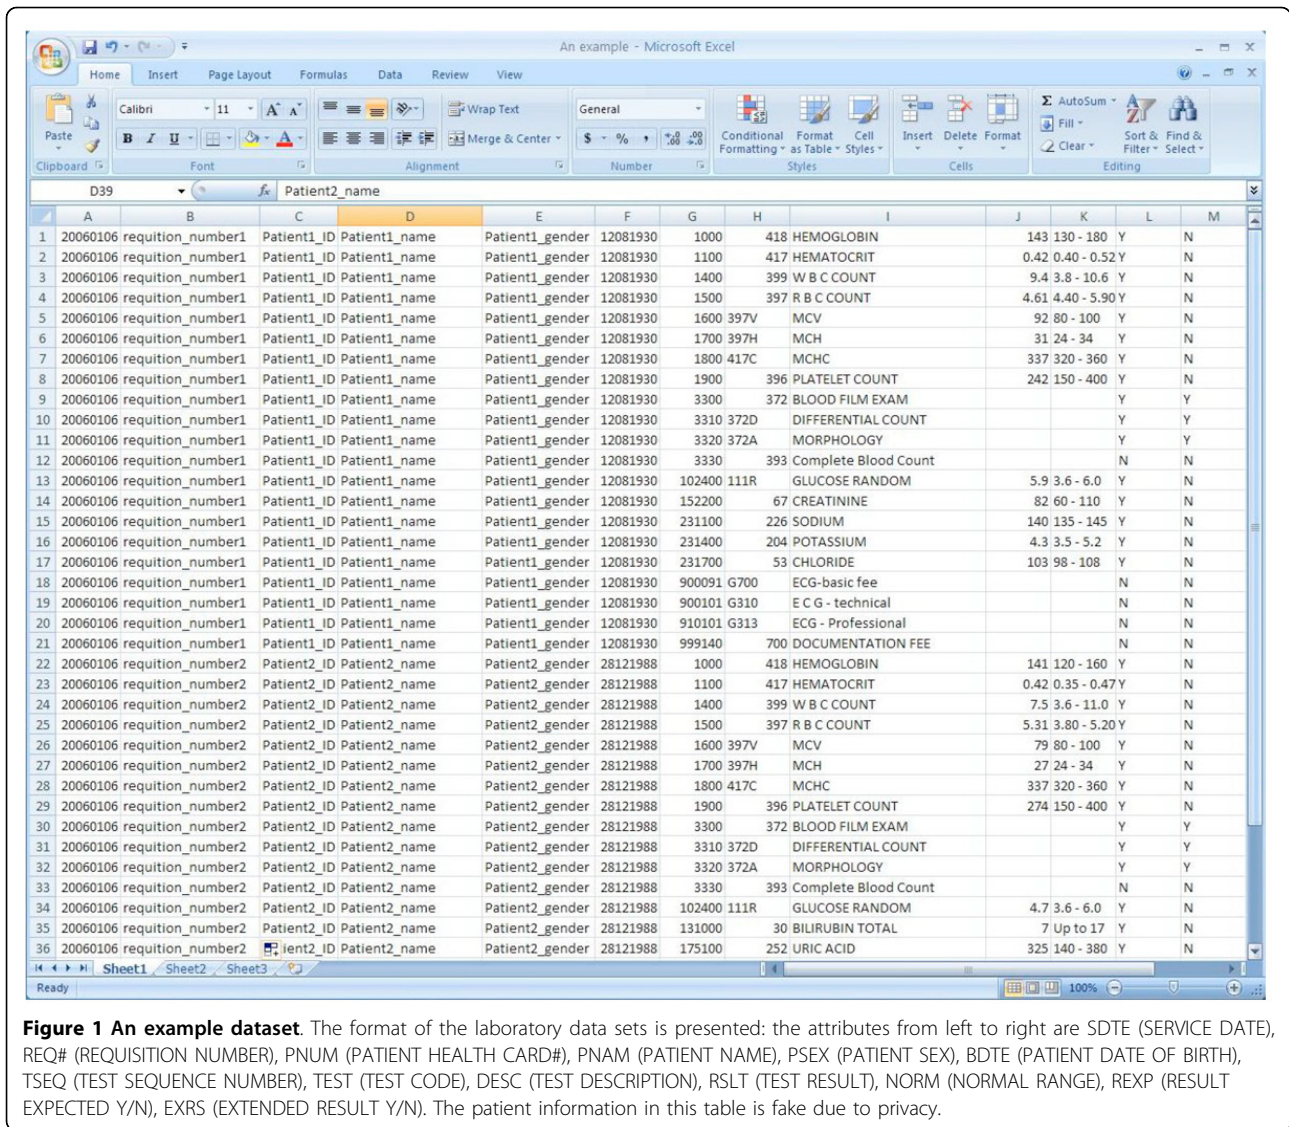 An example - Microsoft Excel
Home Insert Page Layout Formulas Data Review View
Paste
Calibri 11 A A
B I U A
Wrap Text
Merge & Center
General
$ % , .00 .00
Conditional Formatting Format as Table Cell Styles
Insert Delete Format
Σ AutoSum
Fill
Clear
Sort & Filter Find & Select
Clipboard Font Alignment Number Styles Cells Editing
D39 fx Patient2_name
A B C D E F G H I J K L M
1 20060106 requition_number1 Patient1_ID Patient1_name Patient1_gender 12081930 1000 418 HEMOGLOBIN 143 130 - 180 Y N
2 20060106 requition_number1 Patient1_ID Patient1_name Patient1_gender 12081930 1100 417 HEMATOCRIT 0.42 0.40 - 0.52 Y N
3 20060106 requition_number1 Patient1_ID Patient1_name Patient1_gender 12081930 1400 399 W B C COUNT 9.4 3.8 - 10.6 Y N
4 20060106 requition_number1 Patient1_ID Patient1_name Patient1_gender 12081930 1500 397 R B C COUNT 4.61 4.40 - 5.90 Y N
5 20060106 requition_number1 Patient1_ID Patient1_name Patient1_gender 12081930 1600 397V MCV 92 80 - 100 Y N
6 20060106 requition_number1 Patient1_ID Patient1_name Patient1_gender 12081930 1700 397H MCH 31 24 - 34 Y N
7 20060106 requition_number1 Patient1_ID Patient1_name Patient1_gender 12081930 1800 417C MCHC 337 320 - 360 Y N
8 20060106 requition_number1 Patient1_ID Patient1_name Patient1_gender 12081930 1900 396 PLATELET COUNT 242 150 - 400 Y N
9 20060106 requition_number1 Patient1_ID Patient1_name Patient1_gender 12081930 3300 372 BLOOD FILM EXAM Y Y
10 20060106 requition_number1 Patient1_ID Patient1_name Patient1_gender 12081930 3310 372D DIFFERENTIAL COUNT Y Y
11 20060106 requition_number1 Patient1_ID Patient1_name Patient1_gender 12081930 3320 372A MORPHOLOGY Y Y
12 20060106 requition_number1 Patient1_ID Patient1_name Patient1_gender 12081930 3330 393 Complete Blood Count N N
13 20060106 requition_number1 Patient1_ID Patient1_name Patient1_gender 12081930 102400 111R GLUCOSE RANDOM 5.9 3.6 - 6.0 Y N
14 20060106 requition_number1 Patient1_ID Patient1_name Patient1_gender 12081930 152200 67 CREATININE 82 60 - 110 Y N
15 20060106 requition_number1 Patient1_ID Patient1_name Patient1_gender 12081930 231100 226 SODIUM 140 135 - 145 Y N
16 20060106 requition_number1 Patient1_ID Patient1_name Patient1_gender 12081930 231400 204 POTASSIUM 4.3 3.5 - 5.2 Y N
17 20060106 requition_number1 Patient1_ID Patient1_name Patient1_gender 12081930 231700 53 CHLORIDE 103 98 - 108 Y N
18 20060106 requition_number1 Patient1_ID Patient1_name Patient1_gender 12081930 900091 G700 ECG-basic fee N N
19 20060106 requition_number1 Patient1_ID Patient1_name Patient1_gender 12081930 900101 G310 E C G - technical N N
20 20060106 requition_number1 Patient1_ID Patient1_name Patient1_gender 12081930 910101 G313 ECG - Professional N N
21 20060106 requition_number1 Patient1_ID Patient1_name Patient1_gender 12081930 999140 700 DOCUMENTATION FEE N N
22 20060106 requition_number2 Patient2_ID Patient2_name Patient2_gender 28121988 1000 418 HEMOGLOBIN 141 120 - 160 Y N
23 20060106 requition_number2 Patient2_ID Patient2_name Patient2_gender 28121988 1100 417 HEMATOCRIT 0.42 0.35 - 0.47 Y N
24 20060106 requition_number2 Patient2_ID Patient2_name Patient2_gender 28121988 1400 399 W B C COUNT 7.5 3.6 - 11.0 Y N
25 20060106 requition_number2 Patient2_ID Patient2_name Patient2_gender 28121988 1500 397 R B C COUNT 5.31 3.80 - 5.20 Y N
26 20060106 requition_number2 Patient2_ID Patient2_name Patient2_gender 28121988 1600 397V MCV 79 80 - 100 Y N
27 20060106 requition_number2 Patient2_ID Patient2_name Patient2_gender 28121988 1700 397H MCH 27 24 - 34 Y N
28 20060106 requition_number2 Patient2_ID Patient2_name Patient2_gender 28121988 1800 417C MCHC 337 320 - 360 Y N
29 20060106 requition_number2 Patient2_ID Patient2_name Patient2_gender 28121988 1900 396 PLATELET COUNT 274 150 - 400 Y N
30 20060106 requition_number2 Patient2_ID Patient2_name Patient2_gender 28121988 3300 372 BLOOD FILM EXAM Y Y
31 20060106 requition_number2 Patient2_ID Patient2_name Patient2_gender 28121988 3310 372D DIFFERENTIAL COUNT Y Y
32 20060106 requition_number2 Patient2_ID Patient2_name Patient2_gender 28121988 3320 372A MORPHOLOGY Y Y
33 20060106 requition_number2 Patient2_ID Patient2_name Patient2_gender 28121988 3330 393 Complete Blood Count N N
34 20060106 requition_number2 Patient2_ID Patient2_name Patient2_gender 28121988 102400 111R GLUCOSE RANDOM 4.7 3.6 - 6.0 Y N
35 20060106 requition_number2 Patient2_ID Patient2_name Patient2_gender 28121988 131000 30 BILIRUBIN TOTAL 7 Up to 17 Y N
36 20060106 requition_number2 ient2_ID Patient2_name Patient2_gender 28121988 175100 252 URIC ACID 325 140 - 380 Y N
Sheet1 Sheet2 Sheet3
Ready 100%
Figure 1 An example dataset. The format of the laboratory data sets is presented: the attributes from left to right are SDTE (SERVICE DATE),
REQ# (REQUISITION NUMBER), PNUM (PATIENT HEALTH CARD#), PNAM (PATIENT NAME), PSEX (PATIENT SEX), BDTE (PATIENT DATE OF BIRTH),
TSEQ (TEST SEQUENCE NUMBER), TEST (TEST CODE), DESC (TEST DESCRIPTION), RSLT (TEST RESULT), NORM (NORMAL RANGE), REXP (RESULT
EXPECTED Y/N), EXRS (EXTENDED RESULT Y/N). The patient information in this table is fake due to privacy.